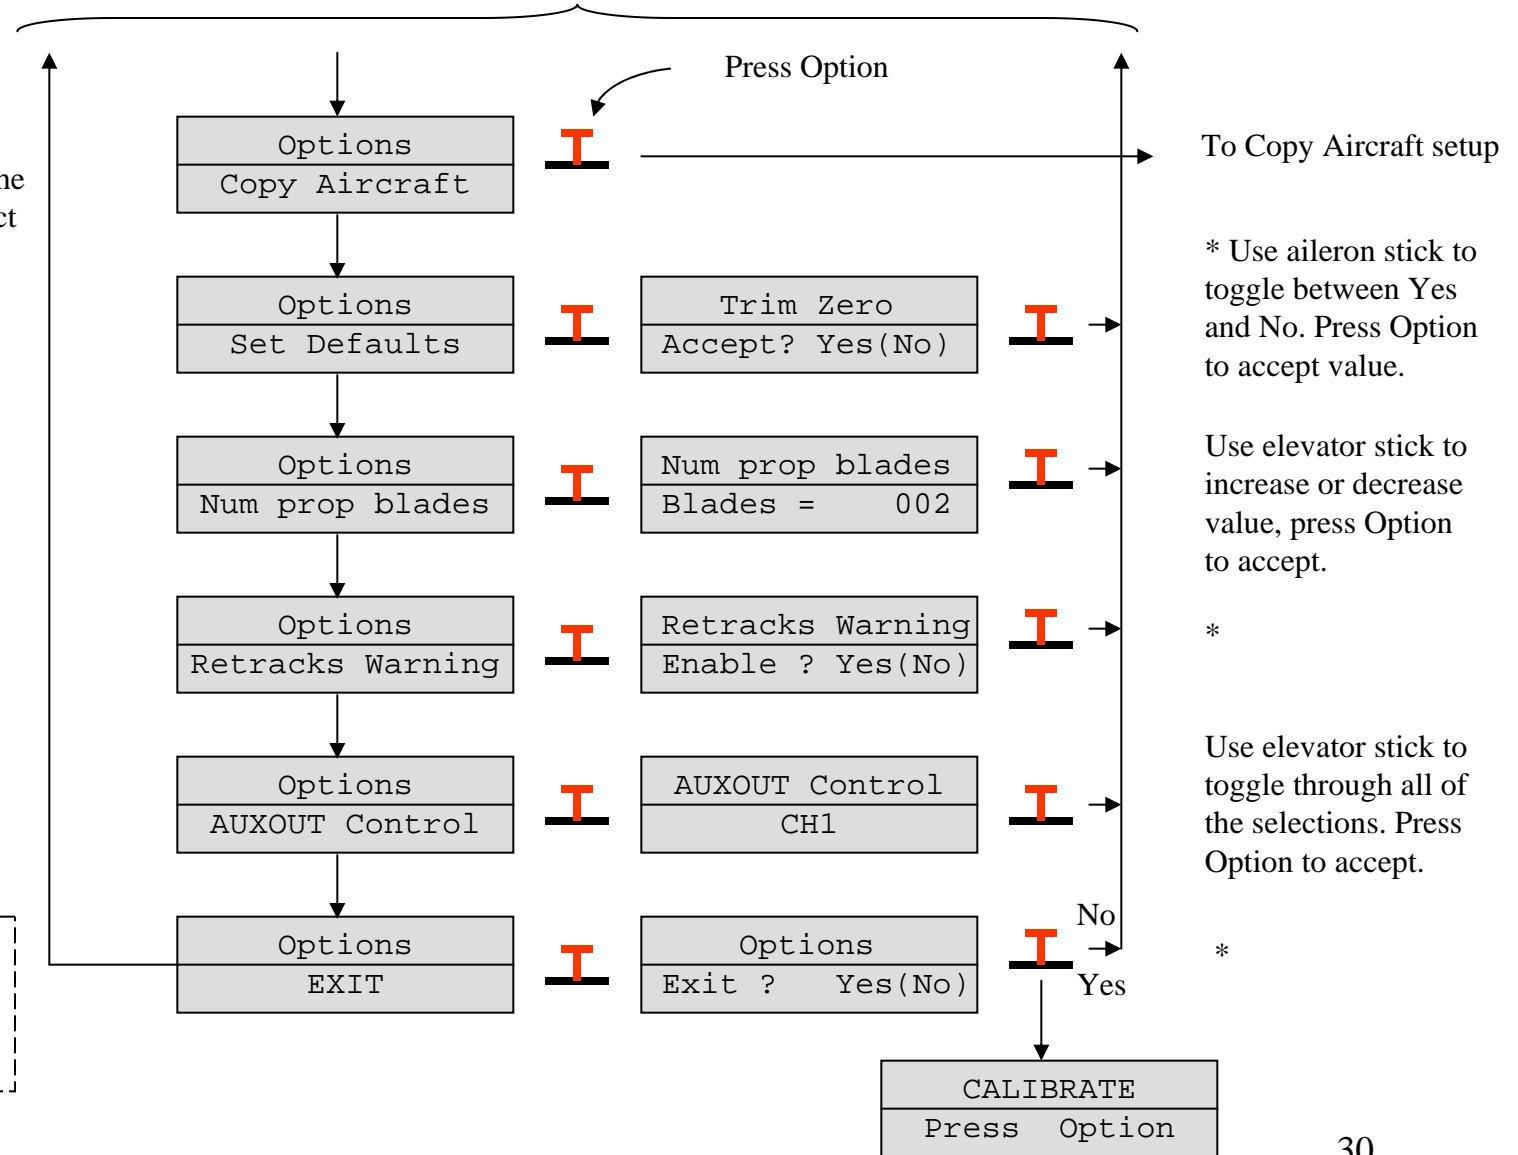 Press Option
Options
Copy Aircraft
To Copy Aircraft setup
* Use aileron stick to
toggle between Yes
and No. Press Option
to accept value.
Options
Set Defaults
Trim Zero
Accept? Yes(No)
Options
Num prop blades
Num prop blades
Blades = 002
Use elevator stick to
increase or decrease
value, press Option
to accept.
Options
Retracks Warning
Retracks Warning
Enable ? Yes(No)
*
Options
AUXOUT Control
AUXOUT Control
CH1
Use elevator stick to
toggle through all of
the selections. Press
Option to accept.
Options
EXIT
Options
Exit ? Yes(No)
No
Yes
*
CALIBRATE
Press Option
30